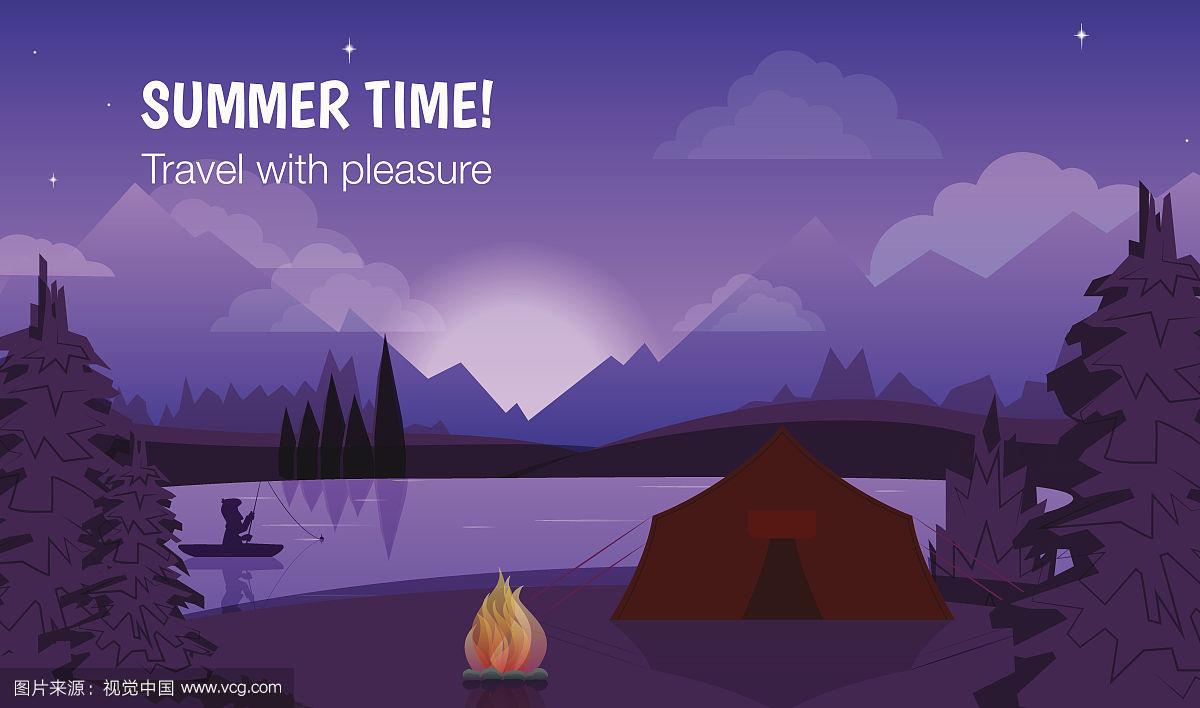 SUMMER TIME!
Travel with pleasure
图片来源：视觉中国 www.vcg.com